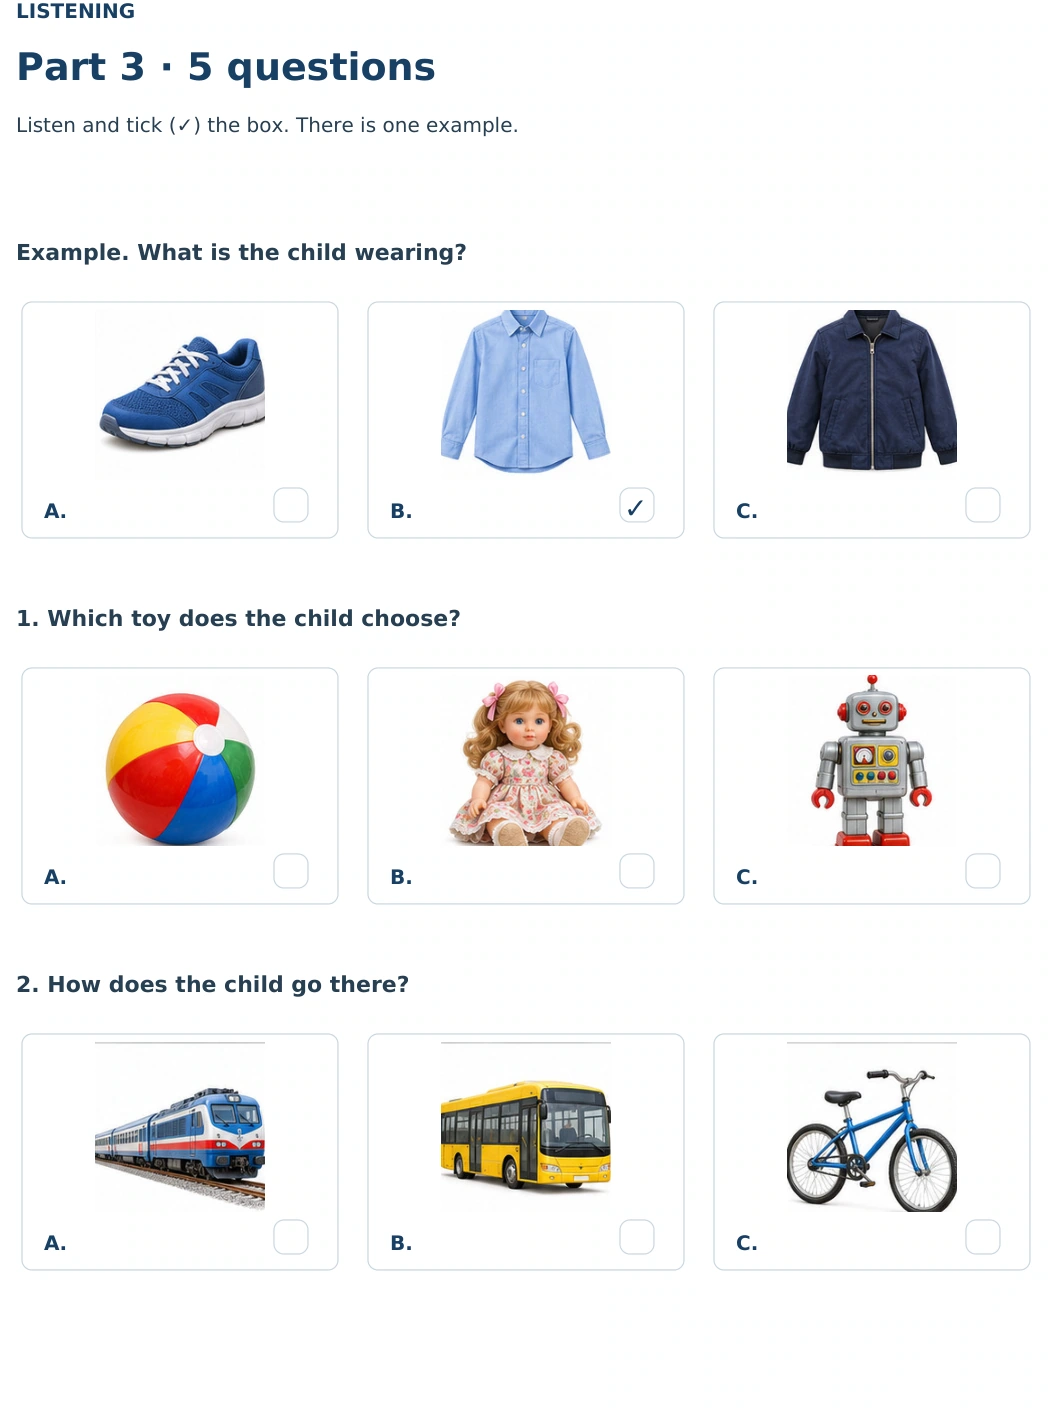 LISTENING
Part 3 · 5 questions
Listen and tick (✓) the box. There is one example.
Example. What is the child wearing?
A.
B. ✓
C.
1. Which toy does the child choose?
A.
B.
C.
2. How does the child go there?
A.
B.
C.